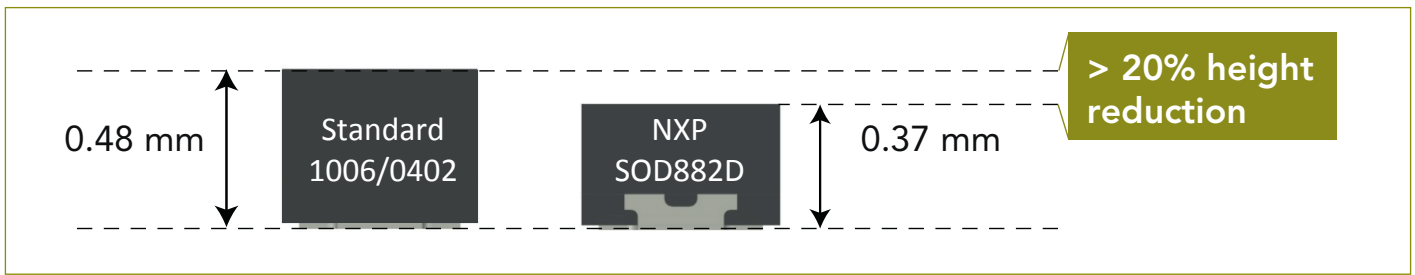 0.48 mm
Standard
1006/0402
NXP
SOD882D
0.37 mm
> 20% height
reduction